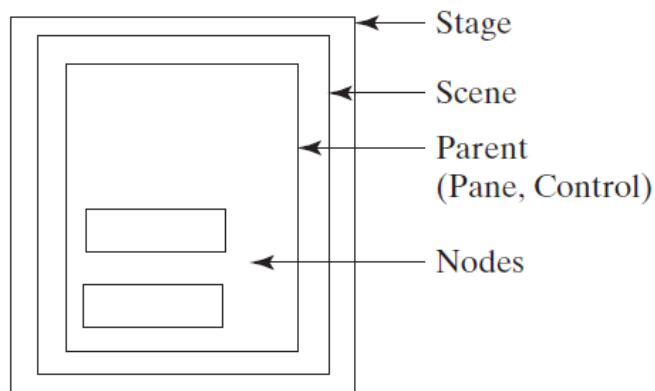 Stage
Scene
Parent
(Pane, Control)
Nodes